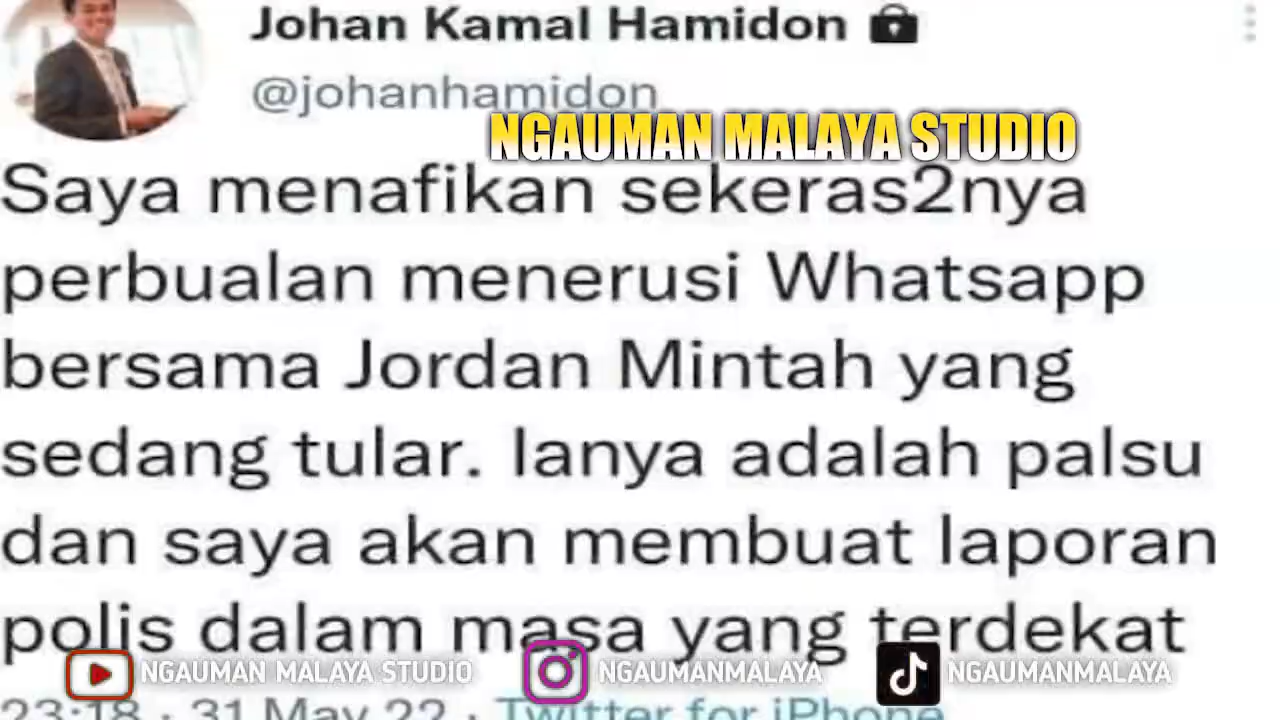 Johan Kamal Hamidon
@johanhamidon
NGAUMAN MALAYA STUDIO
Saya menafikan sekeras2nya
perbualan menerusi Whatsapp
bersama Jordan Mintah yang
sedang tular. Ianya adalah palsu
dan saya akan membuat laporan
polis dalam masa yang terdekat
NGAUMAN MALAYA STUDIO NGAUMANMALAYA NGAUMANMALAYA
23:18 · 31 May 22 · Twitter for iPhone